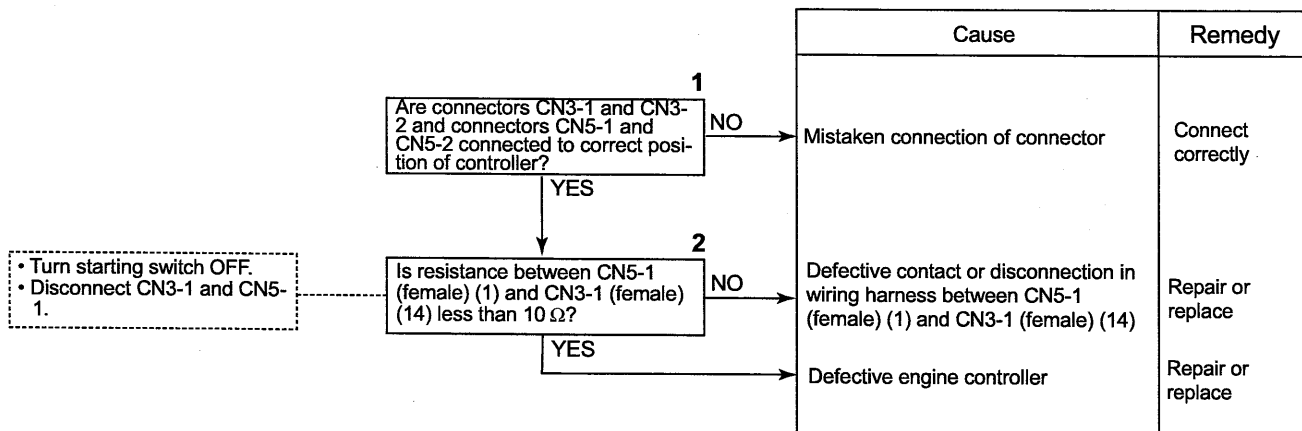 Cause
Remedy
1
Are connectors CN3-1 and CN3-
2 and connectors CN5-1 and
CN5-2 connected to correct posi-
tion of controller?
NO
Mistaken connection of connector
Connect
correctly
YES
• Turn starting switch OFF.
• Disconnect CN3-1 and CN5-
1.
2
Is resistance between CN5-1
(female) (1) and CN3-1 (female)
(14) less than 10 Ω?
NO
Defective contact or disconnection in
wiring harness between CN5-1
(female) (1) and CN3-1 (female) (14)
Repair or
replace
YES
Defective engine controller
Repair or
replace